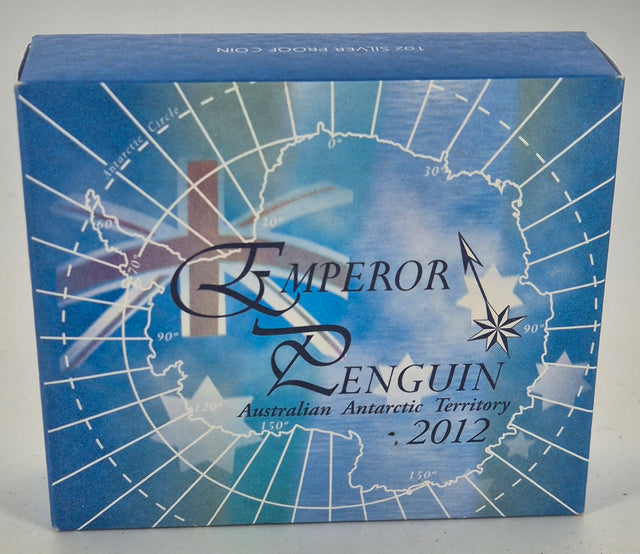 1oz SILVER PROOF COIN
Antarctic Circle
0°
30°
30°
60°
70°
EMPEROR
90°
90°
PENGUIN
120°
Australian Antarctic Territory
150°
2012
150°